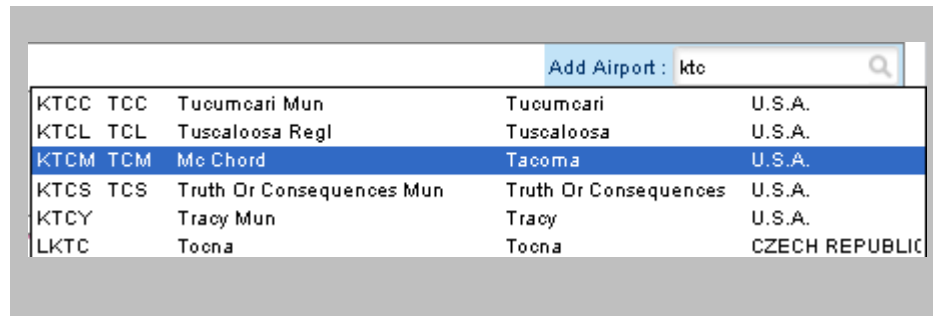 Add Airport : ktc
KTCC TCC Tucumcari Mun Tucumcari U.S.A.
KTCL TCL Tuscaloosa Regl Tuscaloosa U.S.A.
KTCM TCM Mc Chord Tacoma U.S.A.
KTCS TCS Truth Or Consequences Mun Truth Or Consequences U.S.A.
KTCY Tracy Mun Tracy U.S.A.
LKTC Tocna Tocna CZECH REPUBLIC